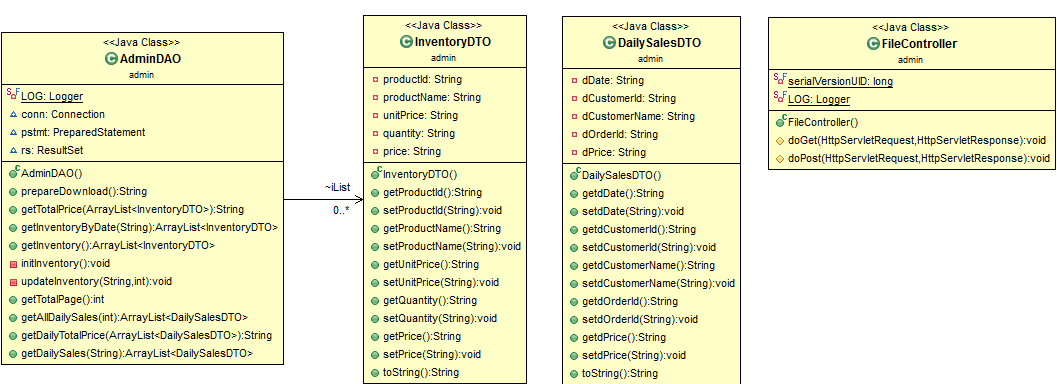 <<Java Class>>
AdminDAO
admin
LOG: Logger
conn: Connection
pstmt: PreparedStatement
rs: ResultSet
AdminDAO()
prepareDownload():String
getTotalPrice(ArrayList<InventoryDTO>):String
getInventoryByDate(String):ArrayList<InventoryDTO>
getInventory():ArrayList<InventoryDTO>
initInventory():void
updateInventory(String,int):void
getTotalPage():int
getAllDailySales(int):ArrayList<DailySalesDTO>
getDailyTotalPrice(ArrayList<DailySalesDTO>):String
getDailySales(String):ArrayList<DailySalesDTO>
~iList
0..*
<<Java Class>>
InventoryDTO
admin
productId: String
productName: String
unitPrice: String
quantity: String
price: String
InventoryDTO()
getProductId():String
setProductId(String):void
getProductName():String
setProductName(String):void
getUnitPrice():String
setUnitPrice(String):void
getQuantity():String
setQuantity(String):void
getPrice():String
setPrice(String):void
toString():String
<<Java Class>>
DailySalesDTO
admin
dDate: String
dCustomerId: String
dCustomerName: String
dOrderId: String
dPrice: String
DailySalesDTO()
getdDate():String
setdDate(String):void
getdCustomerId():String
setdCustomerId(String):void
getdCustomerName():String
setdCustomerName(String):void
getdOrderId():String
setdOrderId(String):void
getdPrice():String
setdPrice(String):void
toString():String
<<Java Class>>
FileController
admin
serialVersionUID: long
LOG: Logger
FileController()
doGet(HttpServletRequest,HttpServletResponse):void
doPost(HttpServletRequest,HttpServletResponse):void